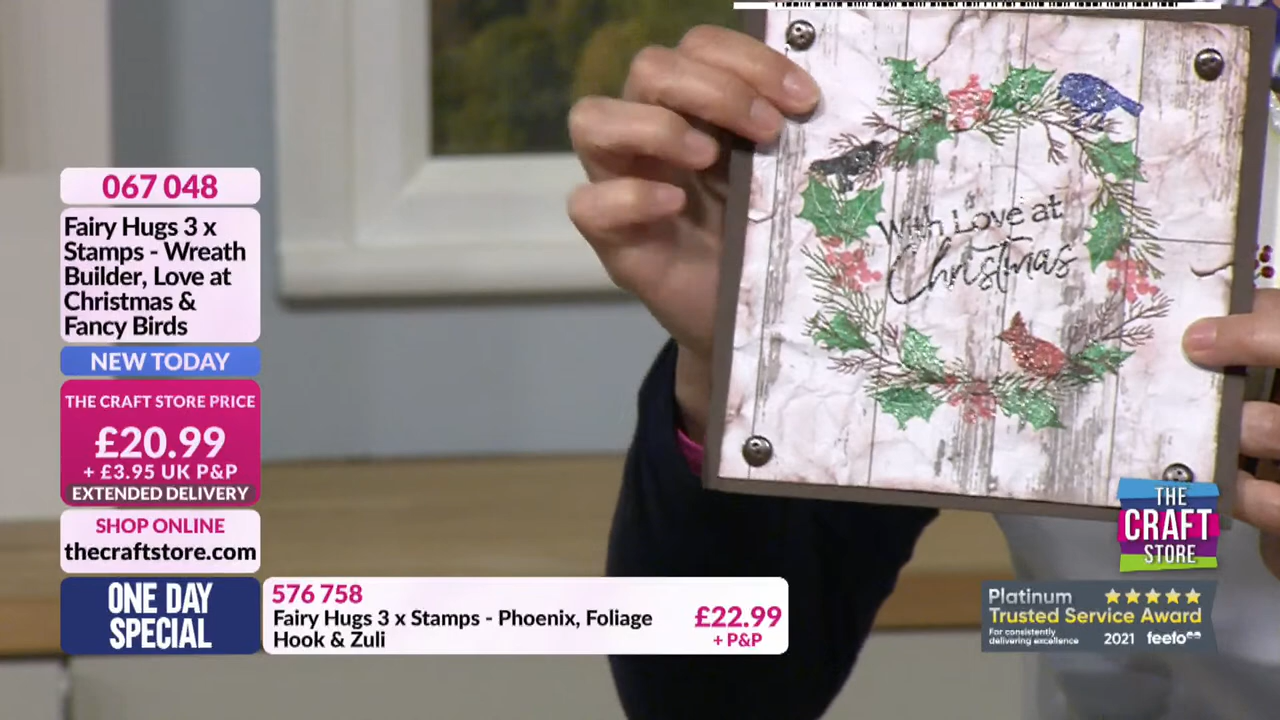 067 048
Fairy Hugs 3 x
Stamps - Wreath
Builder, Love at
Christmas &
Fancy Birds
NEW TODAY
THE CRAFT STORE PRICE
£20.99
+ £3.95 UK P&P
EXTENDED DELIVERY
SHOP ONLINE
thecraftstore.com
ONE DAY
SPECIAL
576 758
Fairy Hugs 3 x Stamps - Phoenix, Foliage
Hook & Zuli
£22.99
+ P&P
With Love at
Christmas
THE
CRAFT
STORE
Platinum
Trusted Service Award
For consistently
delivering excellence
2021 feefo